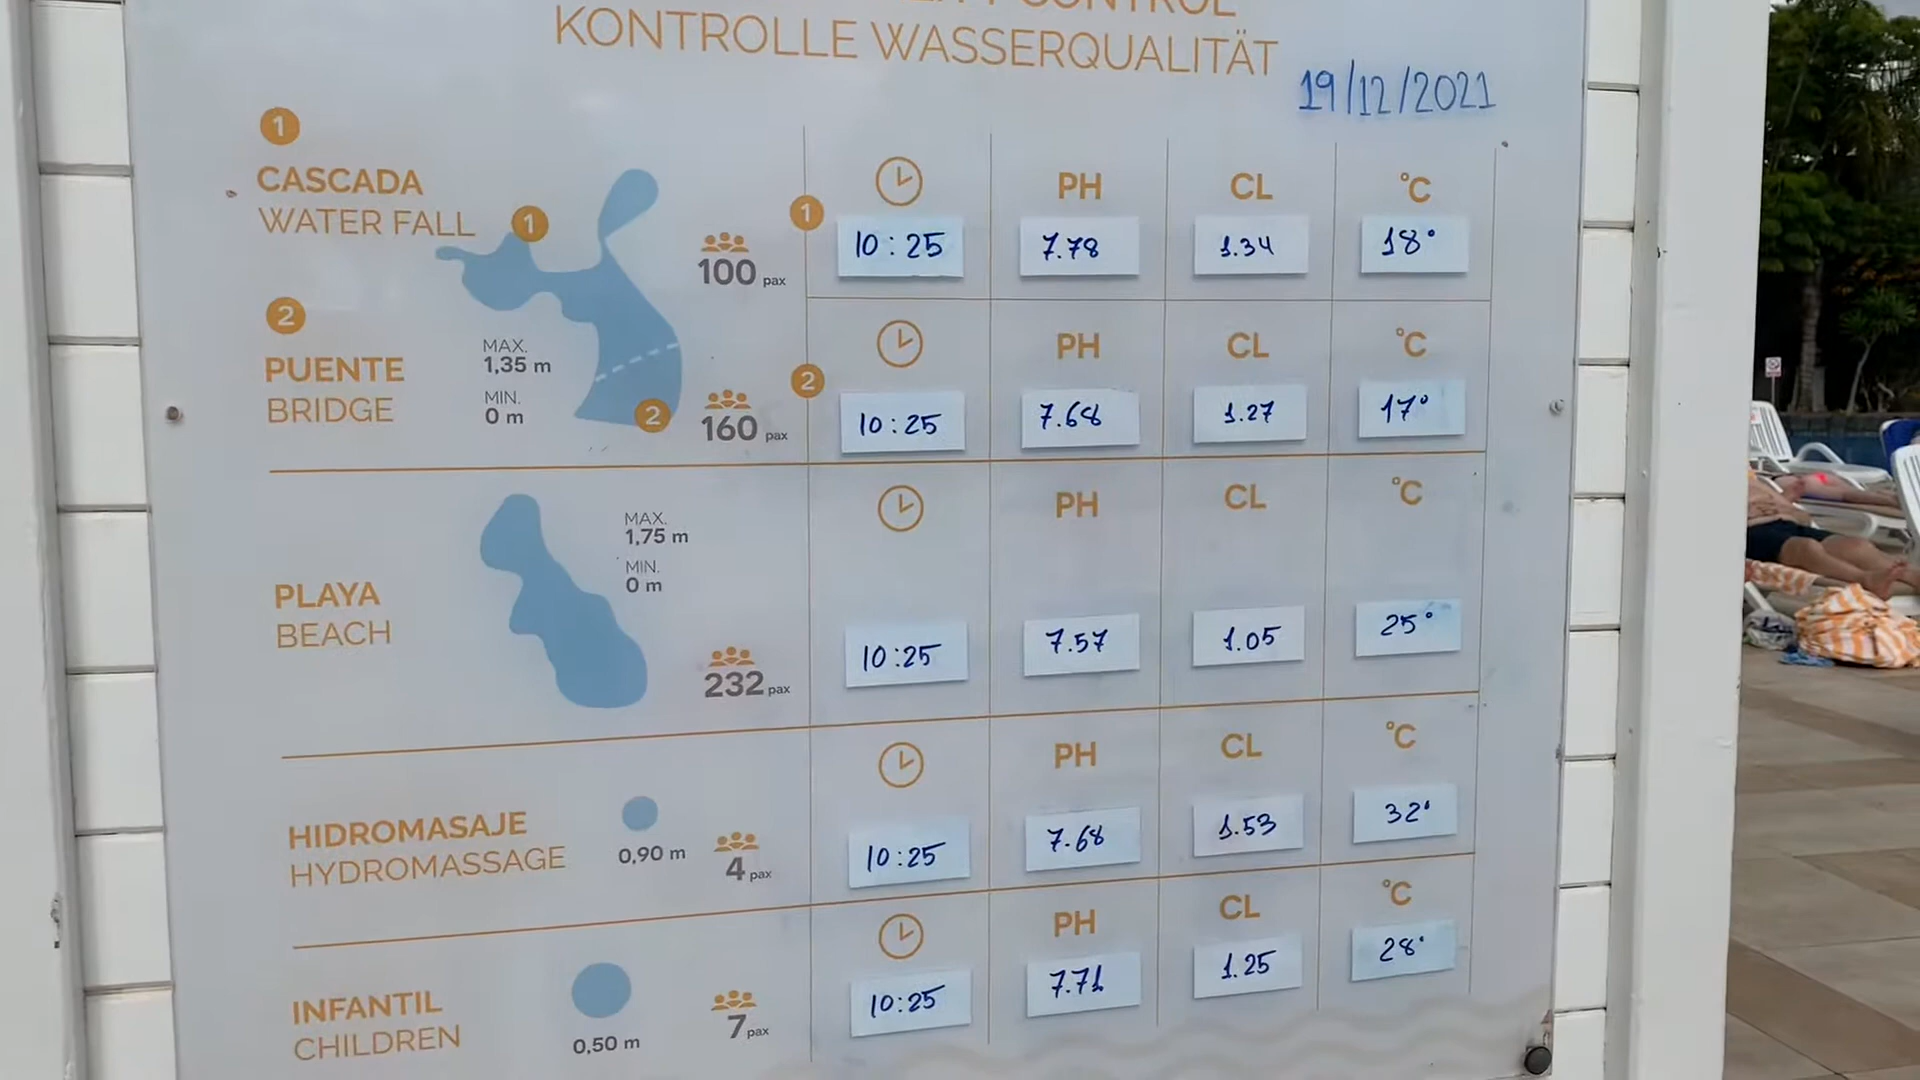 KONTROLLE WASSERQUALITÄT
19/12/2021
1
CASCADA
WATER FALL
1
100 pax
2
PUENTE
BRIDGE
MAX.
1,35 m
MIN.
0 m
2
160 pax
1
PH
CL
°C
10:25
7.78
1.34
18°
2
PH
CL
°C
10:25
7.68
1.27
17°
PLAYA
BEACH
MAX.
1,75 m
MIN.
0 m
232 pax
PH
CL
°C
10:25
7.57
1.05
25°
HIDROMASAJE
HYDROMASSAGE
0,90 m
4 pax
PH
CL
°C
10:25
7.68
1.53
32°
INFANTIL
CHILDREN
0,50 m
7 pax
PH
CL
°C
10:25
7.71
1.25
28°